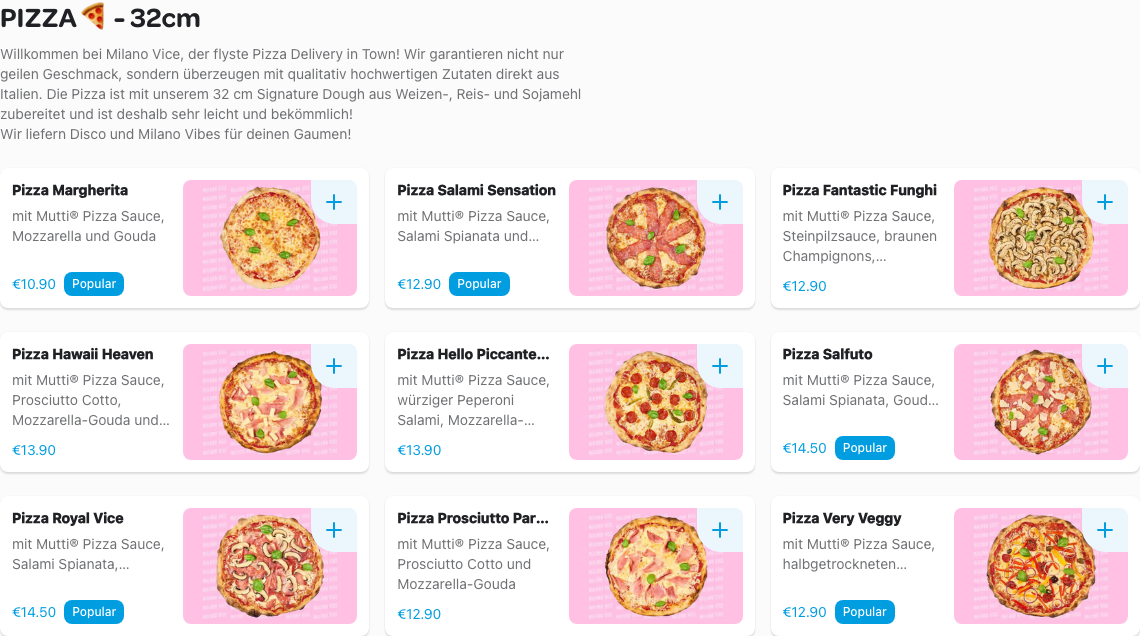 PIZZA🍕 - 32cm
Willkommen bei Milano Vice, der flyste Pizza Delivery in Town! Wir garantieren nicht nur
geilen Geschmack, sondern überzeugen mit qualitativ hochwertigen Zutaten direkt aus
Italien. Die Pizza ist mit unserem 32 cm Signature Dough aus Weizen-, Reis- und Sojamehl
zubereitet und ist deshalb sehr leicht und bekömmlich!
Wir liefern Disco und Milano Vibes für deinen Gaumen!
Pizza Margherita
mit Mutti® Pizza Sauce,
Mozzarella und Gouda
€10.90 Popular
Pizza Salami Sensation
mit Mutti® Pizza Sauce,
Salami Spianata und...
€12.90 Popular
Pizza Fantastic Funghi
mit Mutti® Pizza Sauce,
Steinpilzsauce, braunen
Champignons,...
€12.90
Pizza Hawaii Heaven
mit Mutti® Pizza Sauce,
Prosciutto Cotto,
Mozzarella-Gouda und...
€13.90
Pizza Hello Piccante...
mit Mutti® Pizza Sauce,
würziger Peperoni
Salami, Mozzarella-...
€13.90
Pizza Salfuto
mit Mutti® Pizza Sauce,
Salami Spianata, Goud...
€14.50 Popular
Pizza Royal Vice
mit Mutti® Pizza Sauce,
Salami Spianata,...
€14.50 Popular
Pizza Prosciutto Par...
mit Mutti® Pizza Sauce,
Prosciutto Cotto und
Mozzarella-Gouda
€12.90
Pizza Very Veggy
mit Mutti® Pizza Sauce,
halbgetrockneten...
€12.90 Popular